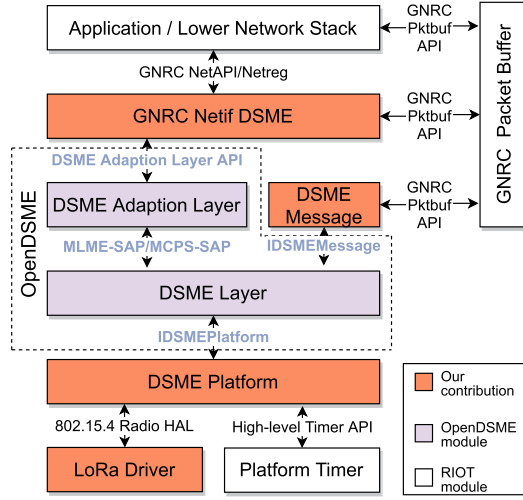 Application / Lower Network Stack
GNRC
Pktbuf
API
GNRC NetAPI/Netreg
GNRC Netif DSME
GNRC
Pktbuf
API
GNRC Packet Buffer
OpenDSME
DSME Adaption Layer API
DSME Adaption Layer
DSME
Message
GNRC
Pktbuf
API
MLME-SAP/MCPS-SAP
IDSMEMessage
DSME Layer
IDSMEPlatform
DSME Platform
802.15.4 Radio HAL
High-level Timer API
LoRa Driver
Platform Timer
Our
contribution
OpenDSME
module
RIOT
module